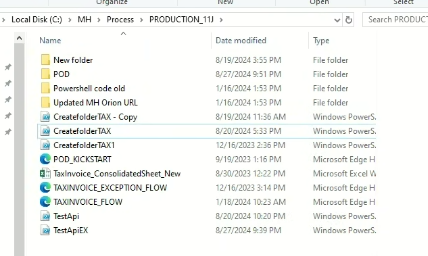 Organize New Open Select
Local Disk (C:) › MH › Process › PRODUCTION_11J › Search PRODUCT
Name Date modified Type
New folder 8/19/2024 3:55 PM File folder
POD 8/27/2024 9:51 PM File folder
Powershell code old 1/16/2024 1:53 PM File folder
Updated MH Orion URL 1/16/2024 1:53 PM File folder
CreatefolderTAX - Copy 8/19/2024 11:36 AM Windows PowerS.
CreatefolderTAX 8/20/2024 5:33 PM Windows PowerS.
CreatefolderTAX1 12/16/2023 2:36 PM Windows PowerS.
POD_KICKSTART 9/19/2023 1:16 PM Microsoft Edge H
TaxInvoice_ConsolidatedSheet_New 8/30/2023 12:22 PM Microsoft Excel W
TAXINVOICE_EXCEPTION_FLOW 12/16/2023 3:14 PM Microsoft Edge H
TAXINVOICE_FLOW 1/18/2024 10:23 AM Microsoft Edge H
TestApi 8/20/2024 10:20 PM Windows PowerS.
TestApiEX 8/27/2024 9:39 PM Windows PowerS.